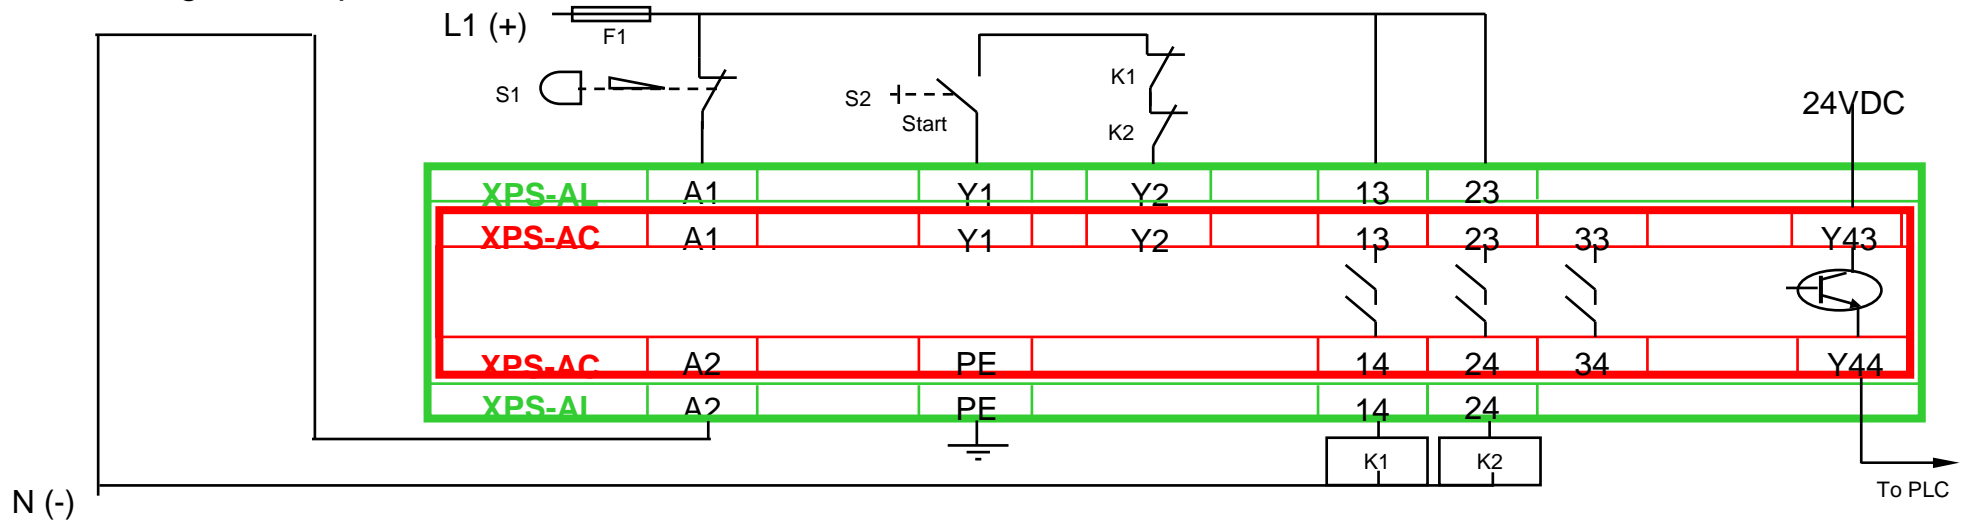 L1 (+)
F1
S1
S2
Start
K1
K2
24VDC
XPS-AL A1 Y1 Y2 13 23
XPS-AC A1 Y1 Y2 13 23 33 Y43
XPS-AC A2 PE 14 24 34 Y44
XPS-AL A2 PE 14 24
K1 K2
To PLC
N (-)